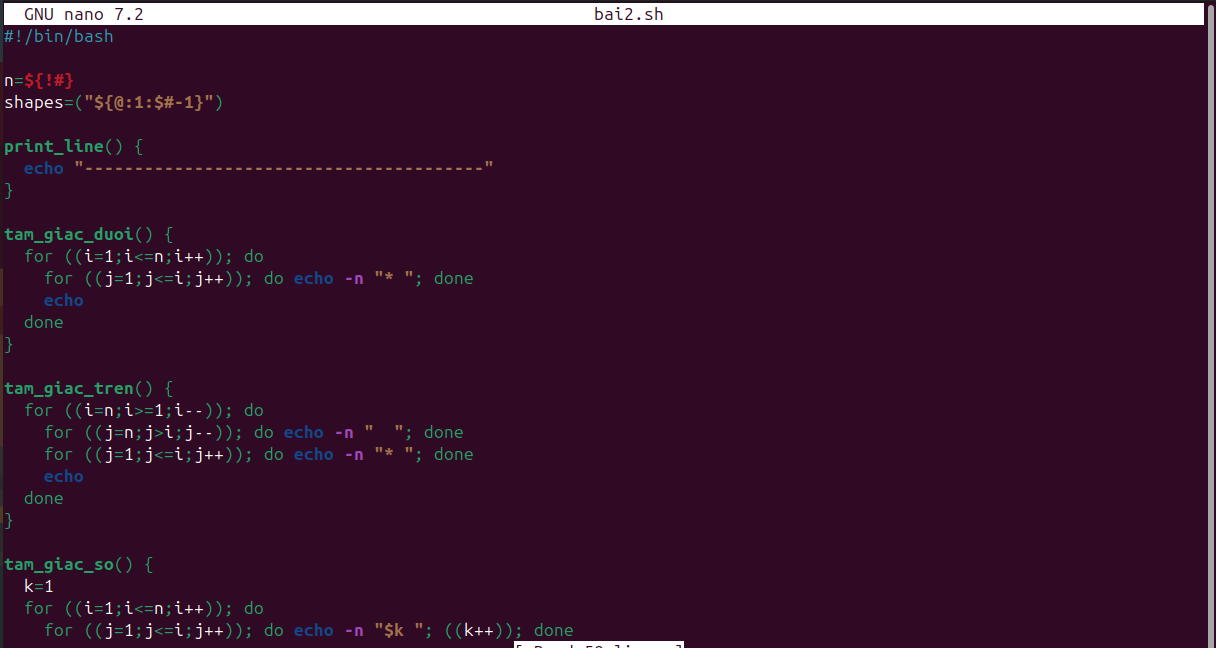 GNU nano 7.2 bai2.sh
#!/bin/bash

n=${!#}
shapes=("${@:1:$#-1}")

print_line() {
  echo "----------------------------------------"
}

tam_giac_duoi() {
  for ((i=1;i<=n;i++)); do
    for ((j=1;j<=i;j++)); do echo -n "* "; done
    echo
  done
}

tam_giac_tren() {
  for ((i=n;i>=1;i--)); do
    for ((j=n;j>i;j--)); do echo -n "  "; done
    for ((j=1;j<=i;j++)); do echo -n "* "; done
    echo
  done
}

tam_giac_so() {
  k=1
  for ((i=1;i<=n;i++)); do
    for ((j=1;j<=i;j++)); do echo -n "$k "; ((k++)); done